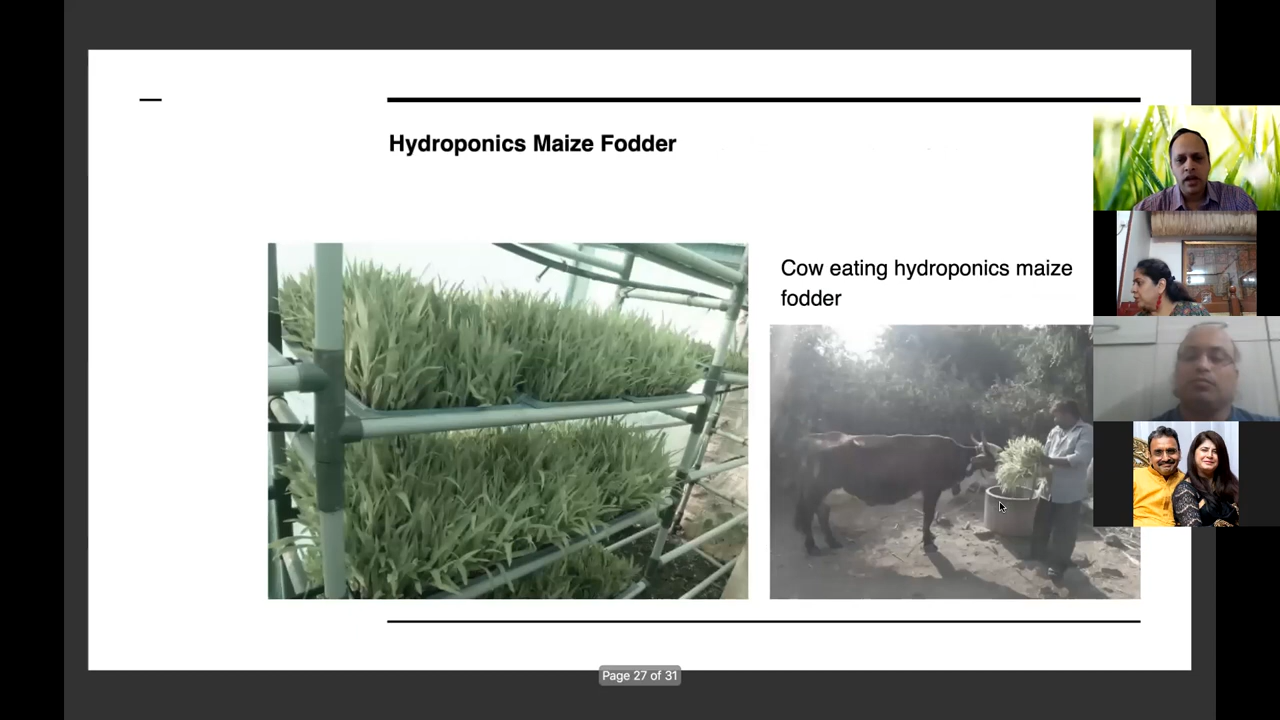 Hydroponics Maize Fodder
Cow eating hydroponics maize
fodder
Page 27 of 31